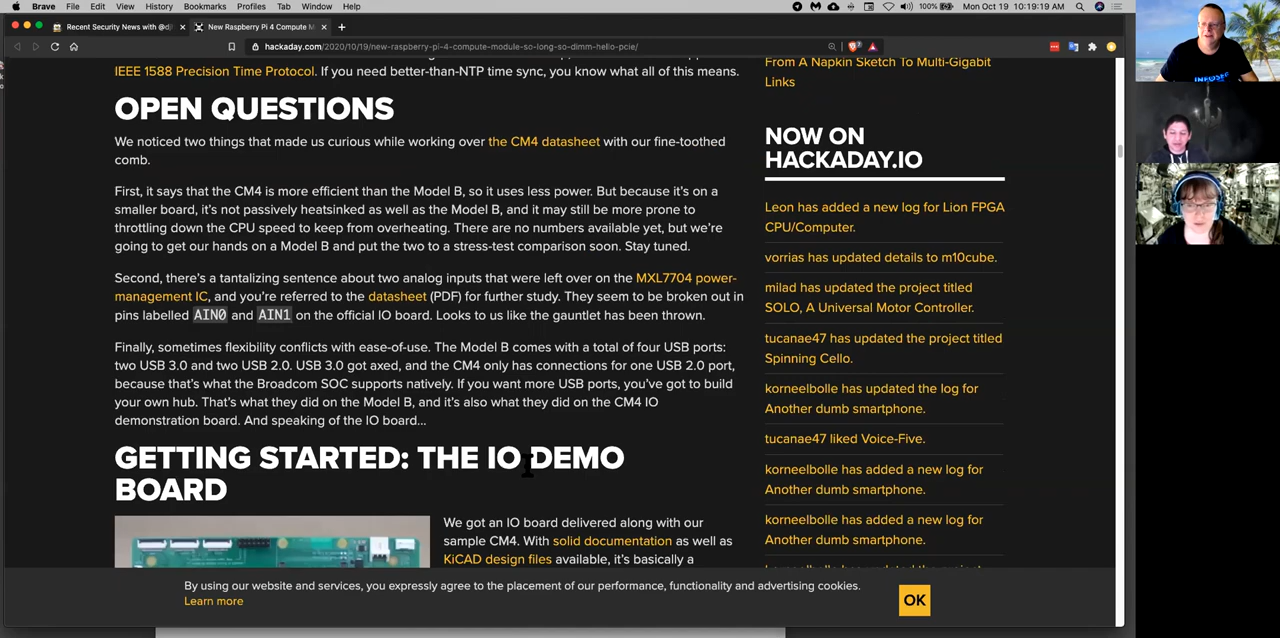 Brave File Edit View History Bookmarks Profiles Tab Window Help
100% Mon Oct 19 10:19:19 AM
Recent Security News with @d
New Raspberry Pi 4 Compute M
hackaday.com/2020/10/19/new-raspberry-pi-4-compute-module-so-long-so-dimm-hello-pcie/
IEEE 1588 Precision Time Protocol. If you need better-than-NTP time sync, you know what all of this means.
OPEN QUESTIONS
We noticed two things that made us curious while working over the CM4 datasheet with our fine-toothed
comb.
First, it says that the CM4 is more efficient than the Model B, so it uses less power. But because it's on a
smaller board, it's not passively heatsinked as well as the Model B, and it may still be more prone to
throttling down the CPU speed to keep from overheating. There are no numbers available yet, but we're
going to get our hands on a Model B and put the two to a stress-test comparison soon. Stay tuned.
Second, there's a tantalizing sentence about two analog inputs that were left over on the MXL7704 power-
management IC, and you're referred to the datasheet (PDF) for further study. They seem to be broken out in
pins labelled AIN0 and AIN1 on the official IO board. Looks to us like the gauntlet has been thrown.
Finally, sometimes flexibility conflicts with ease-of-use. The Model B comes with a total of four USB ports:
two USB 3.0 and two USB 2.0. USB 3.0 got axed, and the CM4 only has connections for one USB 2.0 port,
because that's what the Broadcom SOC supports natively. If you want more USB ports, you've got to build
your own hub. That's what they did on the Model B, and it's also what they did on the CM4 IO
demonstration board. And speaking of the IO board...
GETTING STARTED: THE IO DEMO
BOARD
We got an IO board delivered along with our
sample CM4. With solid documentation as well as
KiCAD design files available, it's basically a
From A Napkin Sketch To Multi-Gigabit
Links
NOW ON
HACKADAY.IO
Leon has added a new log for Lion FPGA
CPU/Computer.
vorrias has updated details to m10cube.
milad has updated the project titled
SOLO, A Universal Motor Controller.
tucanae47 has updated the project titled
Spinning Cello.
korneelbolle has updated the log for
Another dumb smartphone.
tucanae47 liked Voice-Five.
korneelbolle has added a new log for
Another dumb smartphone.
korneelbolle has added a new log for
Another dumb smartphone.
By using our website and services, you expressly agree to the placement of our performance, functionality and advertising cookies.
Learn more
OK
INFOSEC